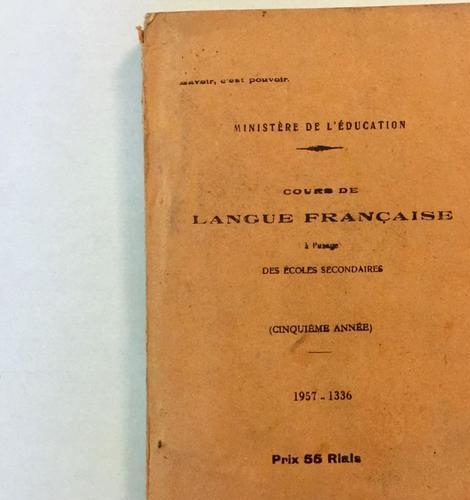 Savoir, c'est pouvoir.
MINISTÈRE DE L'ÉDUCATION
COURS DE
LANGUE FRANÇAISE
à l'usage
DES ÉCOLES SECONDAIRES
(CINQUIÈME ANNÉE)
1957 - 1336
Prix 55 Rials